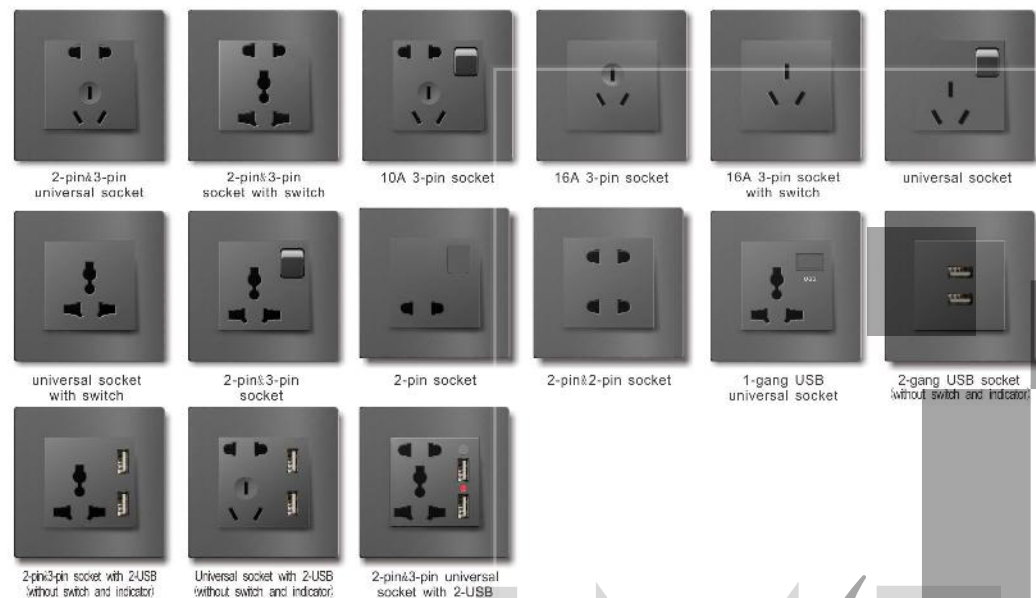 2-pin&3-pin
universal socket
2-pin&3-pin
socket with switch
10A 3-pin socket
16A 3-pin socket
16A 3-pin socket
with switch
universal socket
universal socket
with switch
2-pin&3-pin
socket
2-pin socket
2-pin&2-pin socket
1-gang USB
universal socket
2-gang USB socket
(without switch and indicator)
2-pin&3-pin socket with 2-USB
(without switch and indicator)
Universal socket with 2-USB
(without switch and indicator)
2-pin&3-pin universal
socket with 2-USB